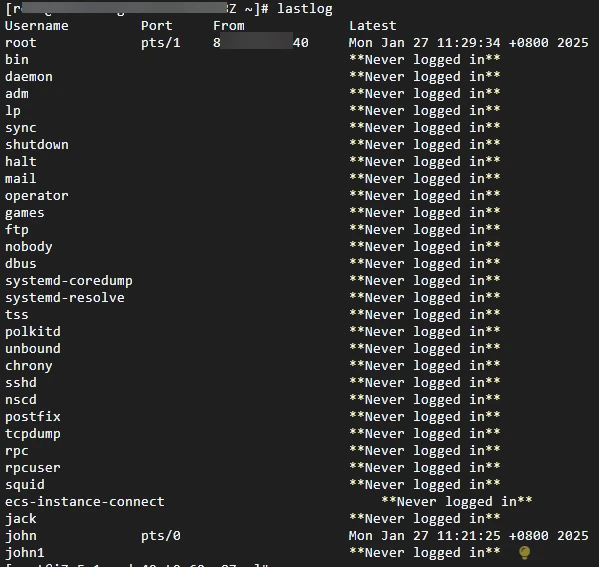 [r Z ~]# lastlog
Username Port From Latest
root pts/1 8 40 Mon Jan 27 11:29:34 +0800 2025
bin **Never logged in**
daemon **Never logged in**
adm **Never logged in**
lp **Never logged in**
sync **Never logged in**
shutdown **Never logged in**
halt **Never logged in**
mail **Never logged in**
operator **Never logged in**
games **Never logged in**
ftp **Never logged in**
nobody **Never logged in**
dbus **Never logged in**
systemd-coredump **Never logged in**
systemd-resolve **Never logged in**
tss **Never logged in**
polkitd **Never logged in**
unbound **Never logged in**
chrony **Never logged in**
sshd **Never logged in**
nscd **Never logged in**
postfix **Never logged in**
tcpdump **Never logged in**
rpc **Never logged in**
rpcuser **Never logged in**
squid **Never logged in**
ecs-instance-connect **Never logged in**
jack **Never logged in**
john pts/0 Mon Jan 27 11:21:25 +0800 2025
john1 **Never logged in**